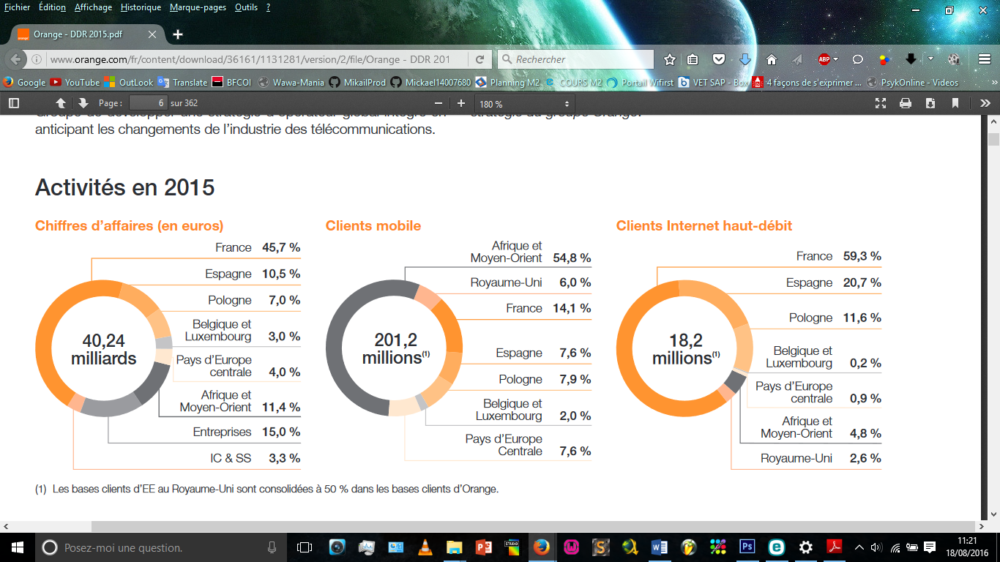 Fichier Édition Affichage Historique Marque-pages Outils ?
Orange - DDR 2015.pdf
www.orange.com/fr/content/download/36161/1131281/version/2/file/Orange - DDR 201
Rechercher
ABP
Google YouTube OutLook Translate BFCOI Wawa-Mania MikailProd Mickael14007680 Planning M2 COURS M2 Portail Wifirst VET SAP - Box 4 façons de s'exprimer ... PsykOnline - Videos
Page : 6 sur 362
180 %
Groupe de développer une stratégie d'opérateur global intégré en
stratégie du groupe Orange.
anticipant les changements de l'industrie des télécommunications.
Activités en 2015
Chiffres d'affaires (en euros)
France 45,7 %
Espagne 10,5 %
Pologne 7,0 %
Belgique et
Luxembourg 3,0 %
Pays d'Europe
centrale 4,0 %
Afrique et
Moyen-Orient 11,4 %
Entreprises 15,0 %
IC & SS 3,3 %
40,24
milliards
Clients mobile
Afrique et
Moyen-Orient 54,8 %
Royaume-Uni 6,0 %
France 14,1 %
Espagne 7,6 %
Pologne 7,9 %
Belgique et
Luxembourg 2,0 %
Pays d'Europe
Centrale 7,6 %
201,2
millions(1)
Clients Internet haut-débit
France 59,3 %
Espagne 20,7 %
Pologne 11,6 %
Belgique et
Luxembourg 0,2 %
Pays d'Europe
centrale 0,9 %
Afrique et
Moyen-Orient 4,8 %
Royaume-Uni 2,6 %
18,2
millions(1)
(1) Les bases clients d'EE au Royaume-Uni sont consolidées à 50 % dans les bases clients d'Orange.
Posez-moi une question.
STUDIO
11:21
18/08/2016